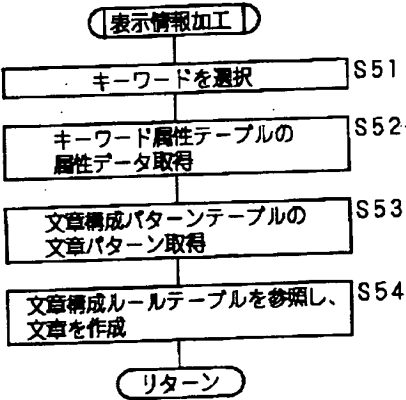 表示情報加工
キーワードを選択
S51
キーワード属性テーブルの
属性データ取得
S52
文章構成パターンテーブルの
文章パターン取得
S53
文章構成ルールテーブルを参照し、
文章を作成
S54
リターン